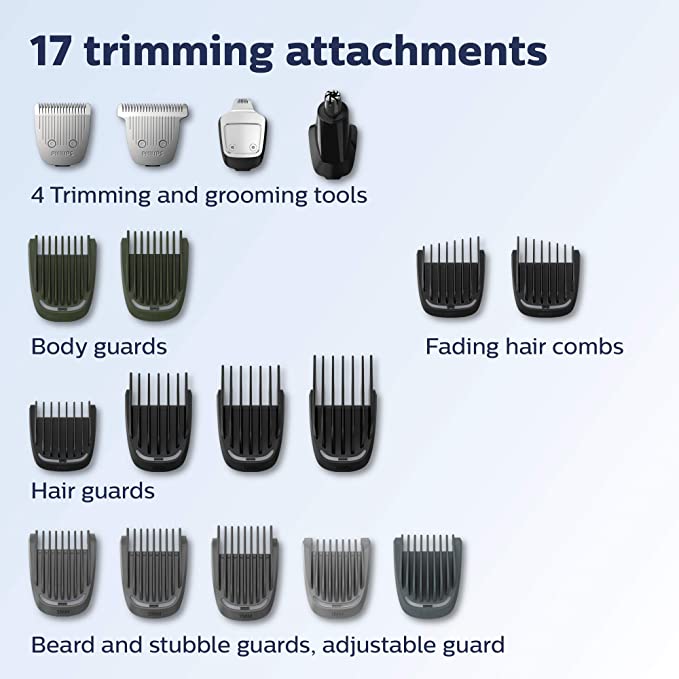 17 trimming attachments
PHILIPS PHILIPS
4 Trimming and grooming tools
Body guards
Fading hair combs
Hair guards
Beard and stubble guards, adjustable guard